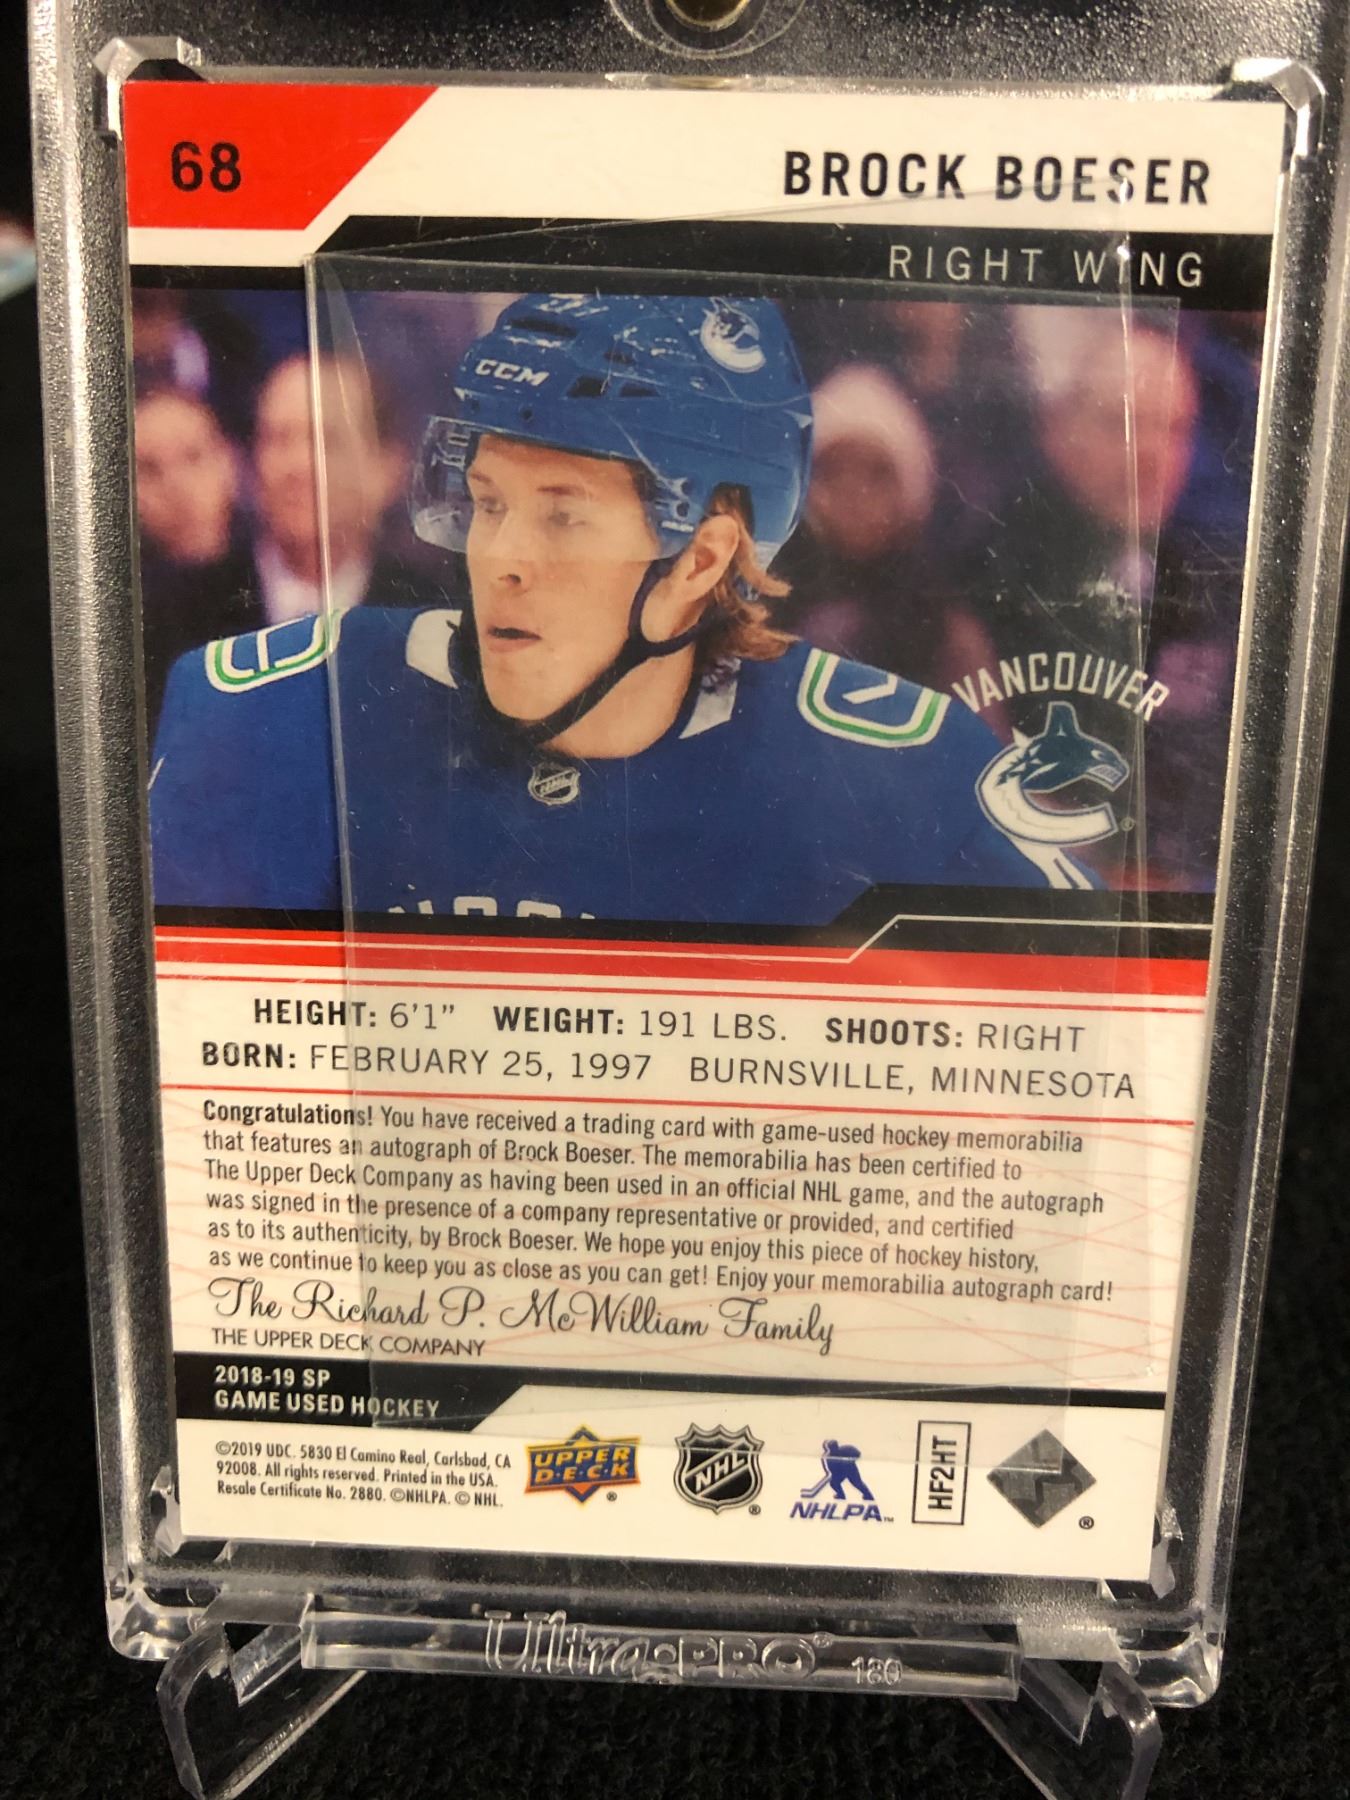 68
BROCK BOESER
RIGHT WING
CCM
VANCOUVER
HEIGHT: 6'1" WEIGHT: 191 LBS. SHOOTS: RIGHT
BORN: FEBRUARY 25, 1997 BURNSVILLE, MINNESOTA
Congratulations! You have received a trading card with game-used hockey memorabilia
that features an autograph of Brock Boeser. The memorabilia has been certified to
The Upper Deck Company as having been used in an official NHL game, and the autograph
was signed in the presence of a company representative or provided, and certified
as to its authenticity, by Brock Boeser. We hope you enjoy this piece of hockey history,
as we continue to keep you as close as you can get! Enjoy your memorabilia autograph card!
The Richard P. McWilliam Family
THE UPPER DECK COMPANY
2018-19 SP
GAME USED HOCKEY
©2019 UDC. 5830 El Camino Real, Carlsbad, CA
92008. All rights reserved. Printed in the USA.
Resale Certificate No. 2880. ©NHLPA. © NHL.
UPPER
DECK®
NHL®
NHLPA™
HF2HT
®
Ultra•PRO® 180